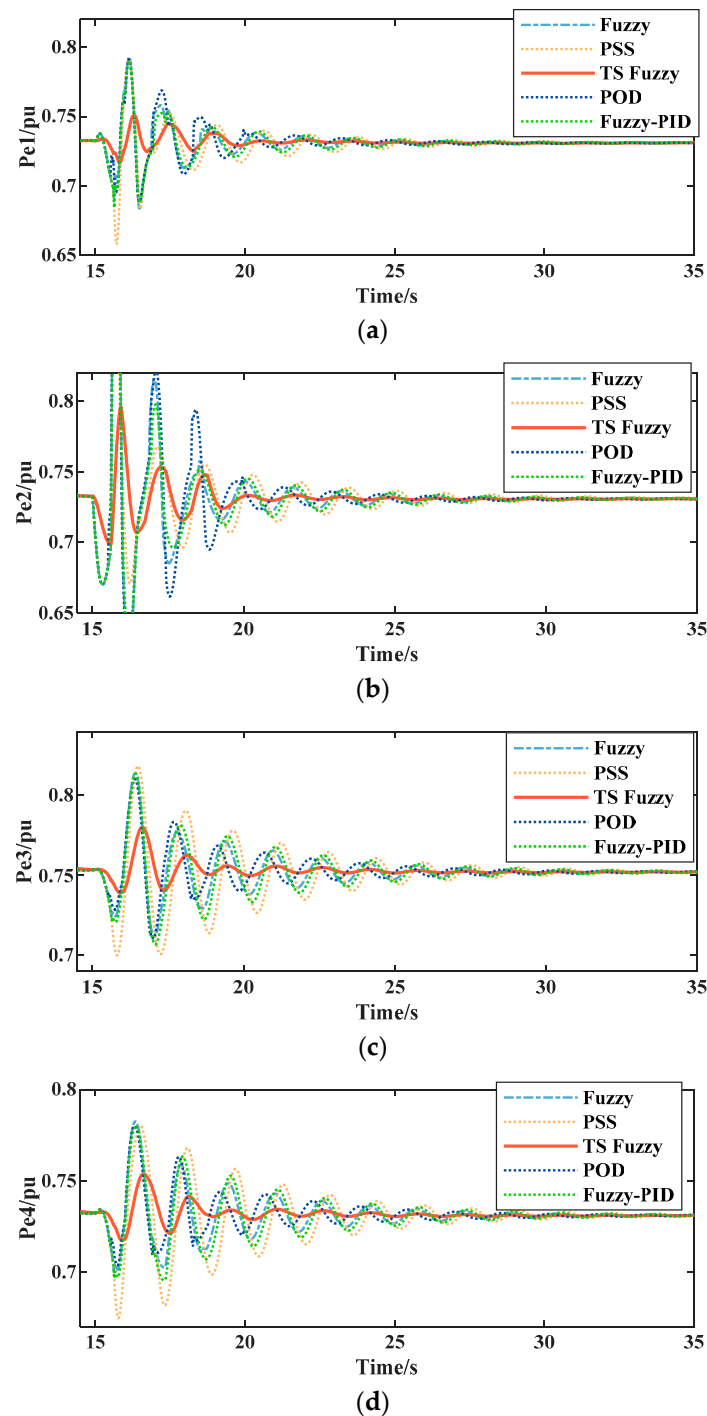 Fuzzy
PSS
TS Fuzzy
POD
Fuzzy-PID
0.8
0.75
0.7
0.65
Pe1/pu
15 20 25 30 35
Time/s
(a)
Fuzzy
PSS
TS Fuzzy
POD
Fuzzy-PID
0.8
0.75
0.7
0.65
Pe2/pu
15 20 25 30 35
Time/s
(b)
Fuzzy
PSS
TS Fuzzy
POD
Fuzzy-PID
0.8
0.75
0.7
Pe3/pu
15 20 25 30 35
Time/s
(c)
Fuzzy
PSS
TS Fuzzy
POD
Fuzzy-PID
0.8
0.75
0.7
Pe4/pu
15 20 25 30 35
Time/s
(d)